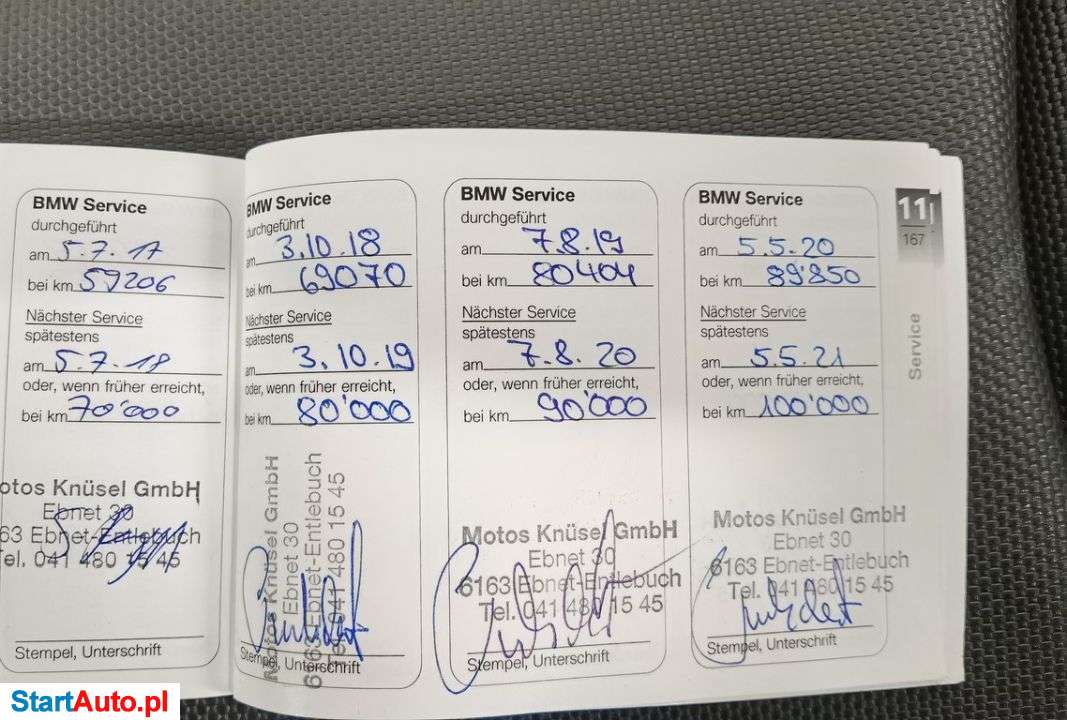 BMW Service
durchgeführt
am 5.7.17
bei km 59206
Nächster Service
spätestens
am 5.7.18
oder, wenn früher erreicht,
bei km 70'000
otos Knüsel GmbH
Ebnet 30
63 Ebnet-Entlebuch
el. 041 480 15 45
Stempel, Unterschrift
BMW Service
durchgeführt
am 3.10.18
bei km 69070
Nächster Service
spätestens
am 3.10.19
oder, wenn früher erreicht,
bei km 80'000
Motos Knüsel GmbH
Ebnet 30
6163 Ebnet-Entlebuch
Tel. 041 480 15 45
Stempel, Unterschrift
BMW Service
durchgeführt
am 7.8.19
bei km 80404
Nächster Service
spätestens
am 7.8.20
oder, wenn früher erreicht,
bei km 90'000
Motos Knüsel GmbH
Ebnet 30
6163 Ebnet-Entlebuch
Tel. 041 480 15 45
Stempel, Unterschrift
BMW Service
durchgeführt
am 5.5.20
bei km 89'850
Nächster Service
spätestens
am 5.5.21
oder, wenn früher erreicht,
bei km 100'000
Motos Knüsel GmbH
Ebnet 30
6163 Ebnet-Entlebuch
Tel. 041 480 15 45
Stempel, Unterschrift
11
167
Service
StartAuto.pl